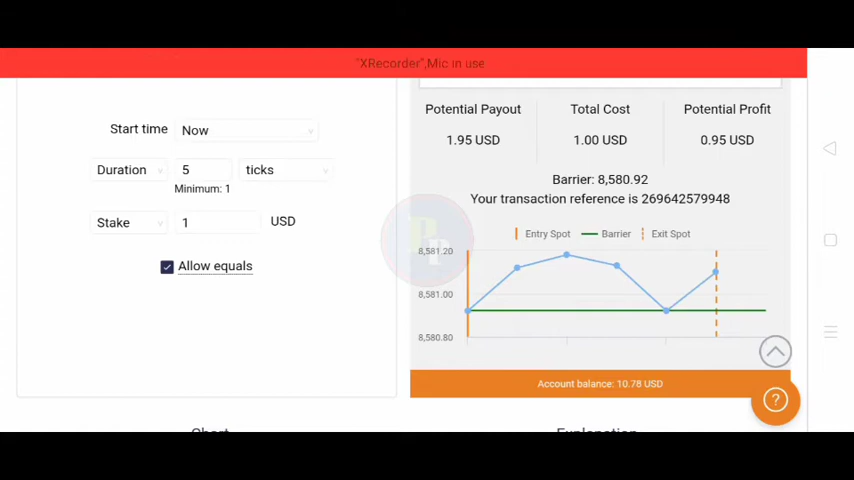 "XRecorder",Mic in use
Start time Now
Duration 5 ticks
Minimum: 1
Stake 1 USD
Allow equals
Potential Payout Total Cost Potential Profit
1.95 USD 1.00 USD 0.95 USD
Barrier: 8,580.92
Your transaction reference is 269642579948
Entry Spot Barrier Exit Spot
8,581.20
8,581.00
8,580.80
Account balance: 10.78 USD
?
Chart Explanation